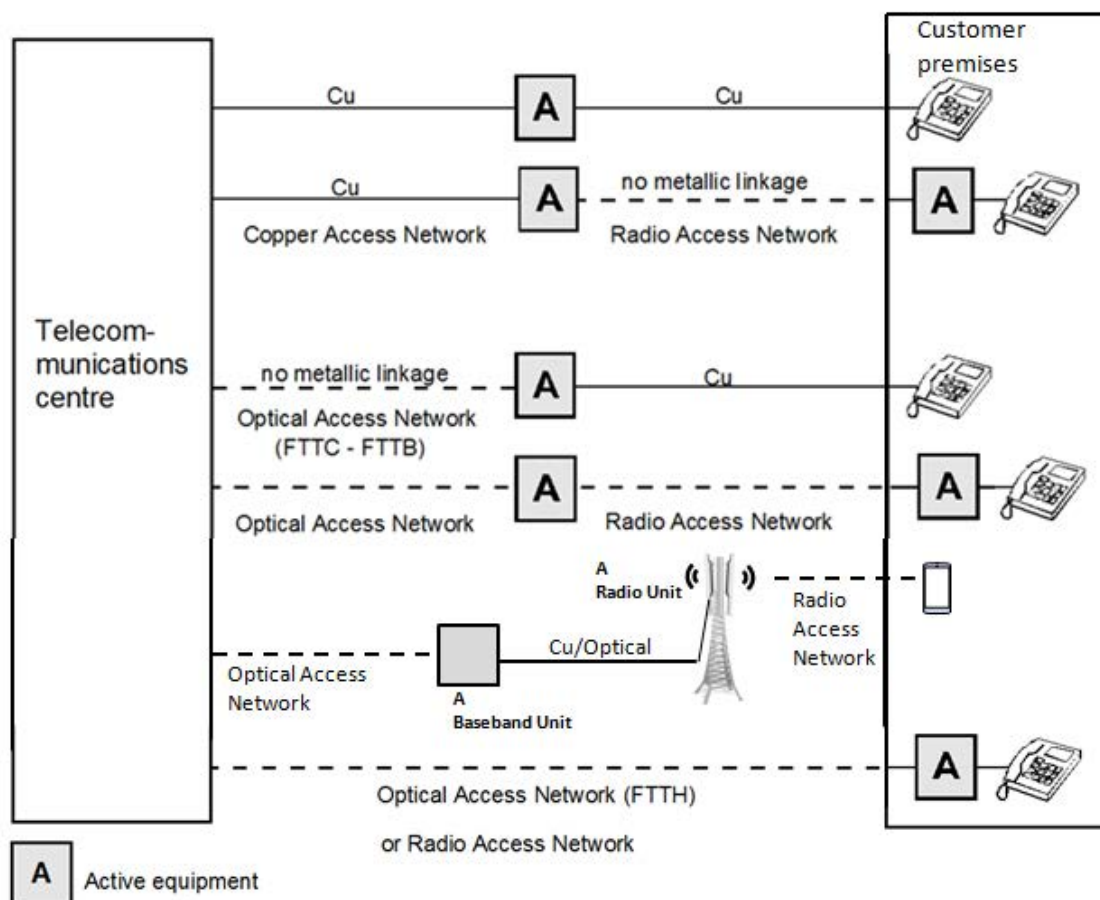 Customer
premises
Cu
A
Cu
Cu
A
no metallic linkage
A
Copper Access Network
Radio Access Network
Telecom-
munications
centre
no metallic linkage
A
Cu
Optical Access Network
(FTTC - FTTB)
A
A
Optical Access Network
Radio Access Network
A
Radio Unit
Radio
Access
Network
Cu/Optical
Optical Access
Network
A
Baseband Unit
A
Optical Access Network (FTTH)
or Radio Access Network
A
Active equipment